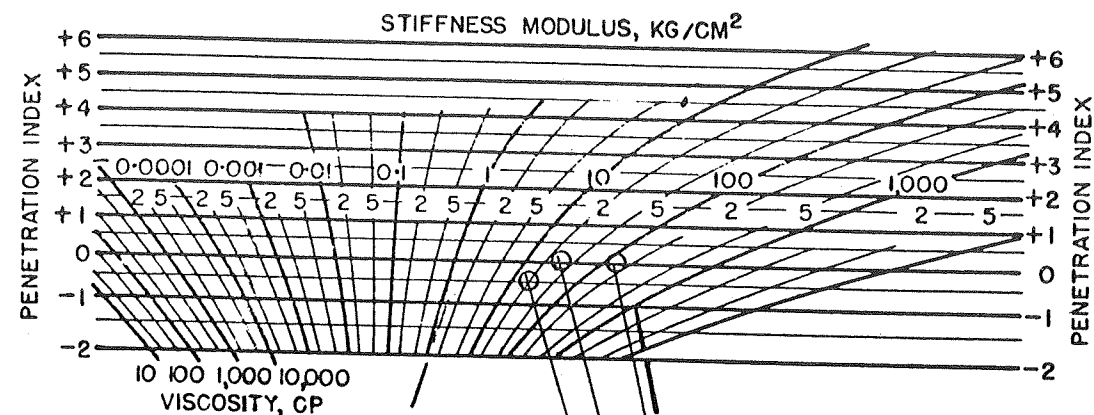 STIFFNESS MODULUS, KG/CM²
PENETRATION INDEX
+6
+5
+4
+3
+2
+1
0
-1
-2
0.0001 0.001 0.01 0.1 1 10 100 1,000
2 5 2 5 2 5 2 5 2 5 2 5 2 5 2 5 2 5
+6
+5
+4
+3
+2
+1
0
-1
-2
PENETRATION INDEX
10 100 1,000 10,000
VISCOSITY, CP